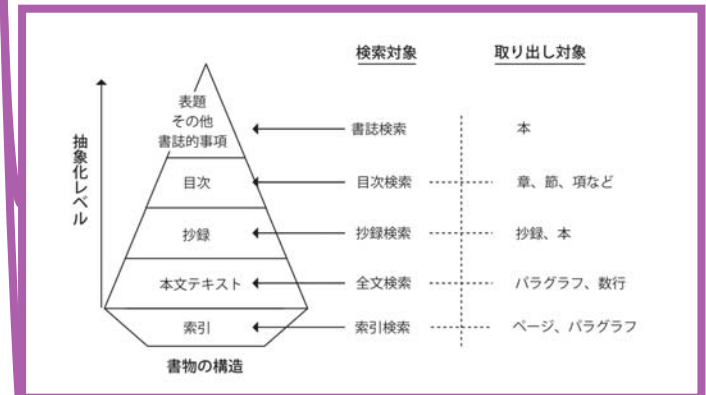 検索対象 取り出し対象
抽象化レベル
表題
その他
書誌的事項
書誌検索 本
目次 目次検索 章、節、項など
抄録 抄録検索 抄録、本
本文テキスト 全文検索 パラグラフ、数行
索引 索引検索 ページ、パラグラフ
書物の構造